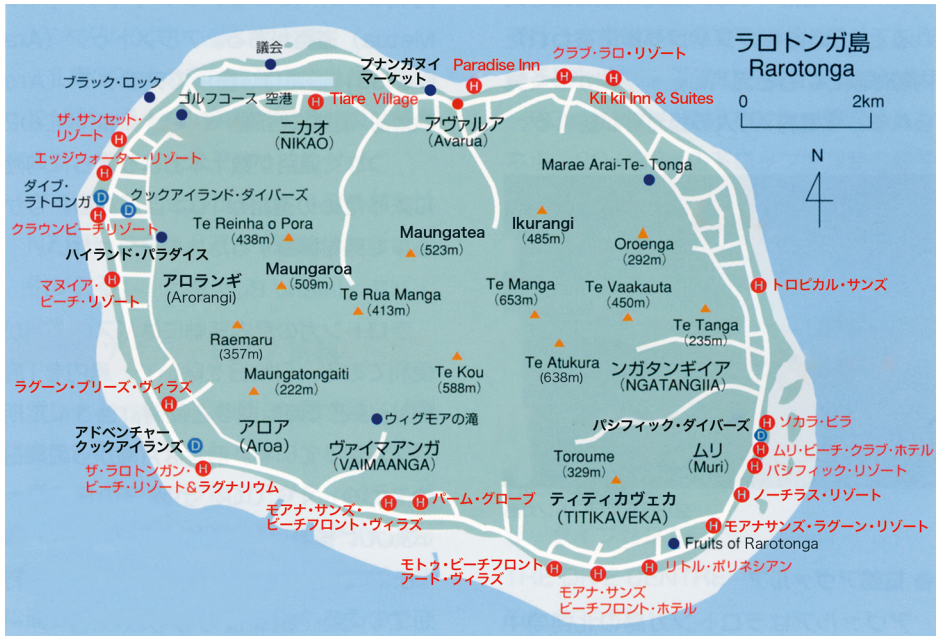 ラロトンガ島
Rarotonga
0 2km
N
議会
プナンガヌイ
マーケット
Paradise Inn
クラブ・ラロ・リゾート
Kii kii Inn & Suites
ブラック・ロック
ゴルフコース 空港
Tiare Village
ザ・サンセット・
リゾート
ニカオ
(NIKAO)
アヴァルア
(Avarua)
エッジウォーター・リゾート
Marae Arai-Te-Tonga
ダイブ・
ラトロンガ
クックアイランド・ダイバーズ
クラウンビーチリゾート
Te Reinha o Pora
(438m)
Maungatea
(523m)
Ikurangi
(485m)
Oroenga
(292m)
ハイランド・パラダイス
アロランギ
(Arorangi)
Maungaroa
(509m)
マヌイア・
ビーチ・リゾート
Te Rua Manga
(413m)
Te Manga
(653m)
Te Vaakauta
(450m)
トロピカル・サンズ
Raemaru
(357m)
Te Tanga
(235m)
Te Atukura
(638m)
Maungatongaiti
(222m)
Te Kou
(588m)
ンガタンギイア
(NGATANGIIA)
ラグーン・ブリーズ・ヴィラズ
アドベンチャー
クックアイランズ
アロア
(Aroa)
ウィグモアの滝
ヴァイマアンガ
(VAIMAANGA)
パシフィック・ダイバーズ
ソカラ・ビラ
ムリ
(Muri)
ムリ・ビーチ・クラブ・ホテル
パシフィック・リゾート
Toroume
(329m)
ザ・ラロトンガン・
ビーチ・リゾート&ラグナリウム
ノーチラス・リゾート
モアナ・サンズ・
ビーチフロント・ヴィラズ
パーム・グローブ
ティティカヴェカ
(TITIKAVEKA)
モアナサンズ・ラグーン・リゾート
Fruits of Rarotonga
モトゥ・ビーチフロント
アート・ヴィラズ
リトル・ポリネシアン
モアナ・サンズ
ビーチフロント・ホテル